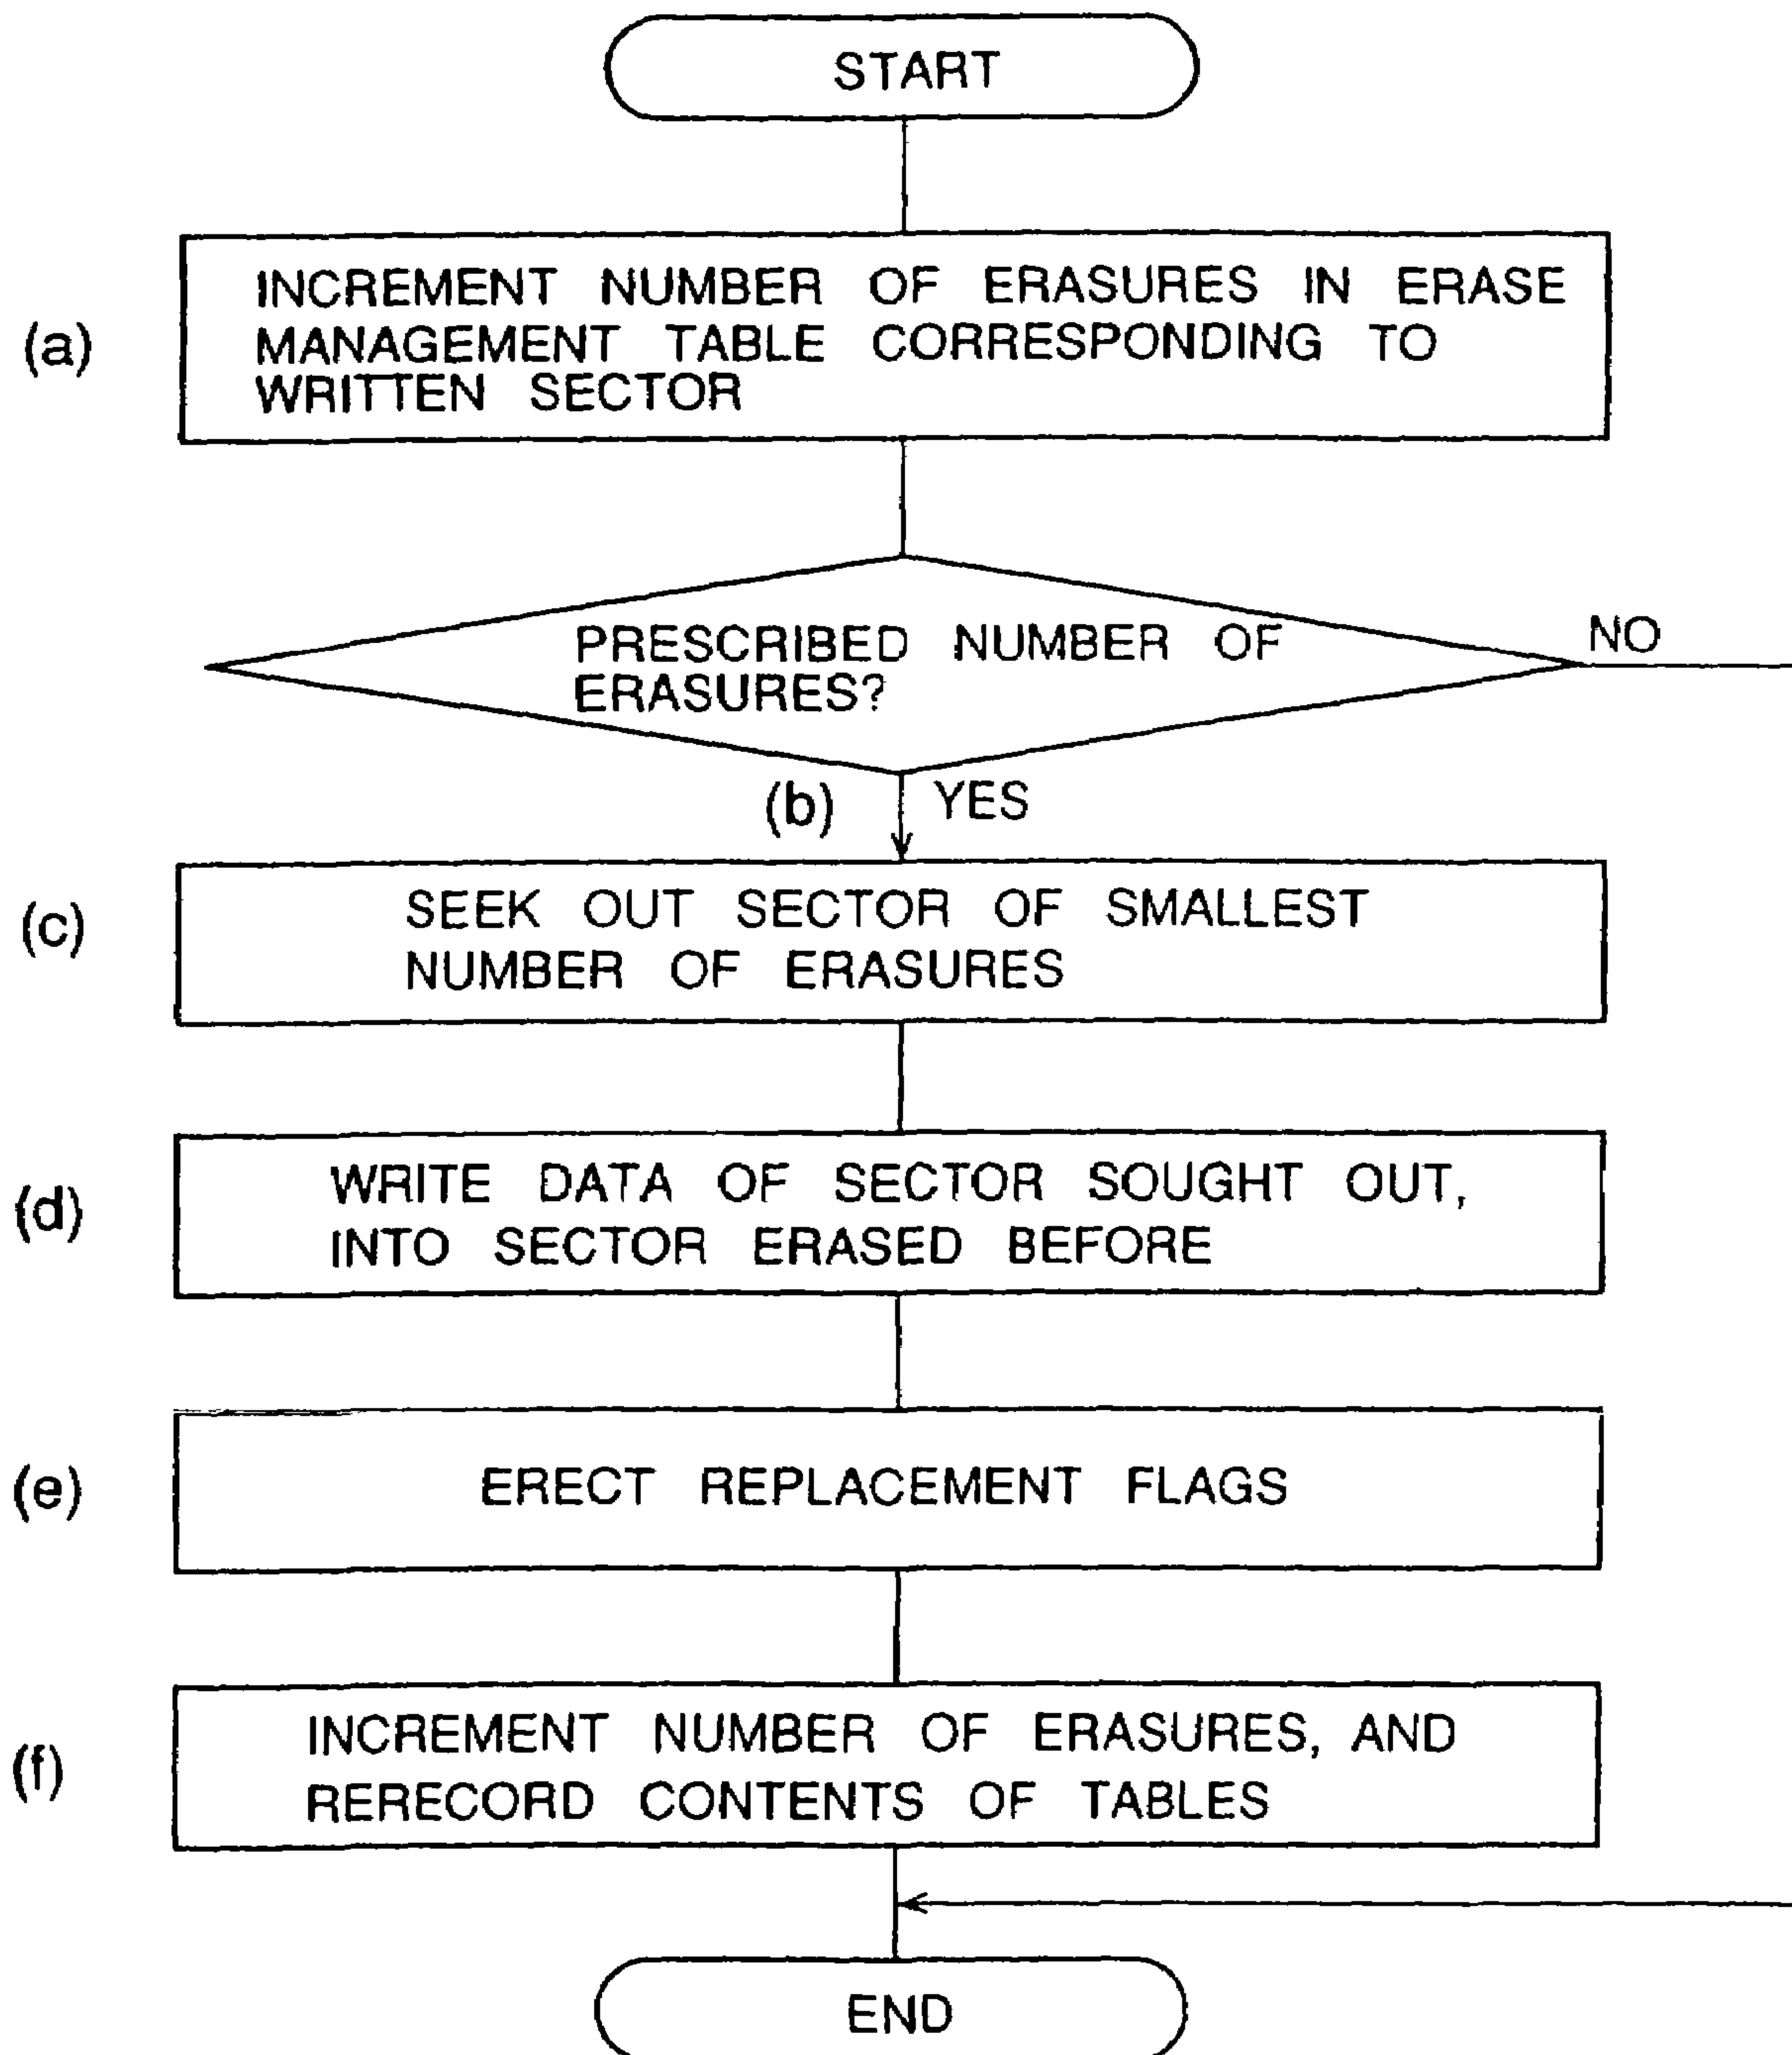 START
(a)
INCREMENT NUMBER OF ERASURES IN ERASE
MANAGEMENT TABLE CORRESPONDING TO
WRITTEN SECTOR
PRESCRIBED NUMBER OF
ERASURES?
NO
(b)
YES
(c)
SEEK OUT SECTOR OF SMALLEST
NUMBER OF ERASURES
(d)
WRITE DATA OF SECTOR SOUGHT OUT,
INTO SECTOR ERASED BEFORE
(e)
ERECT REPLACEMENT FLAGS
(f)
INCREMENT NUMBER OF ERASURES, AND
RERECORD CONTENTS OF TABLES
END